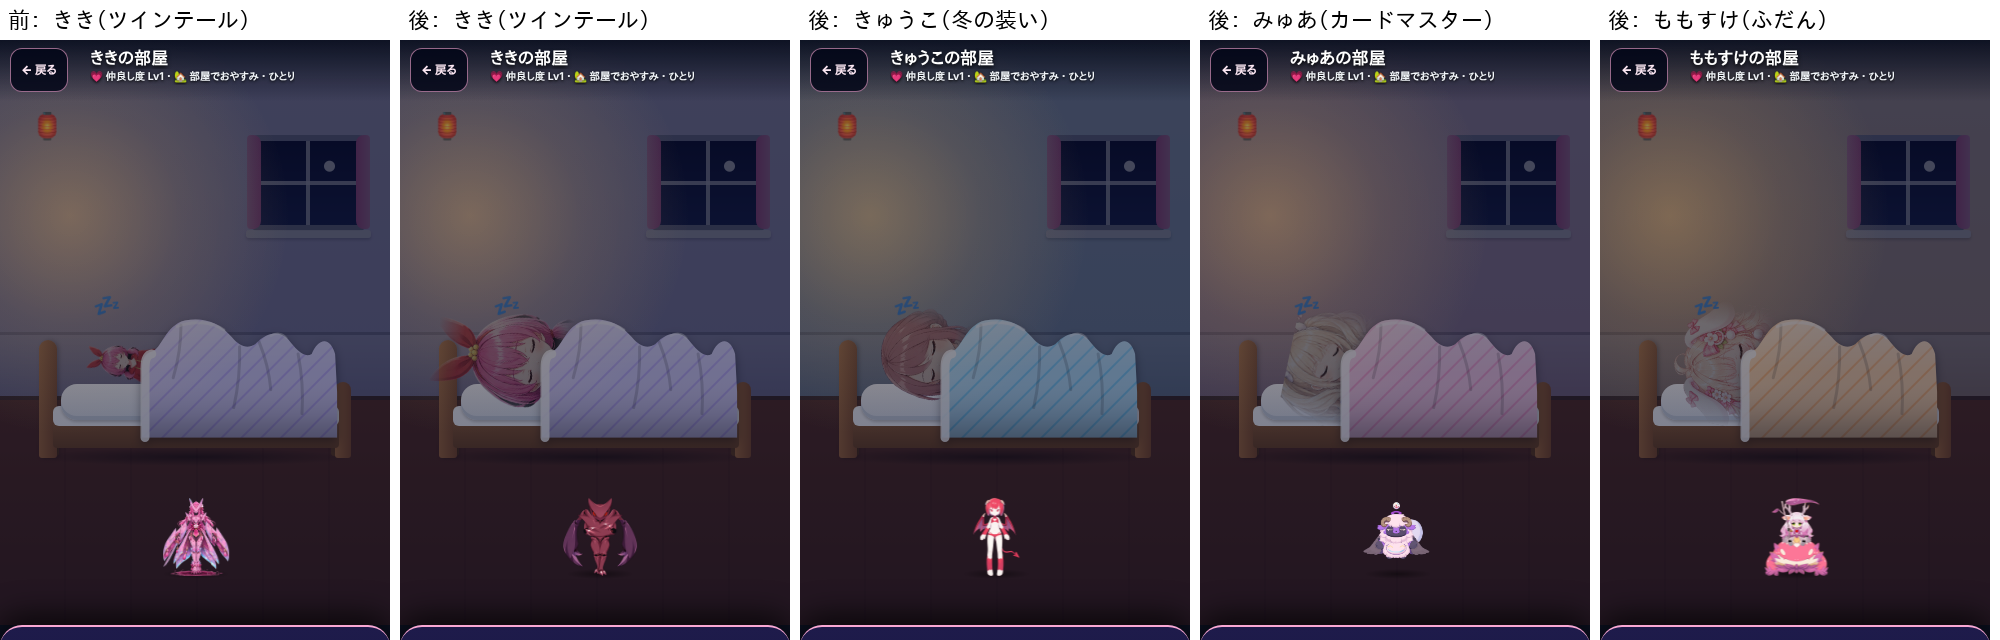 前: きき(ツインテール)
← 戻る
ききの部屋
💗 仲良し度 Lv1・🏡 部屋でおやすみ・ひとり
💤
後: きき(ツインテール)
← 戻る
ききの部屋
💗 仲良し度 Lv1・🏡 部屋でおやすみ・ひとり
💤
後: きゅうこ(冬の装い)
← 戻る
きゅうこの部屋
💗 仲良し度 Lv1・🏡 部屋でおやすみ・ひとり
💤
後: みゅあ(カードマスター)
← 戻る
みゅあの部屋
💗 仲良し度 Lv1・🏡 部屋でおやすみ・ひとり
💤
後: ももすけ(ふだん)
← 戻る
ももすけの部屋
💗 仲良し度 Lv1・🏡 部屋でおやすみ・ひとり
💤